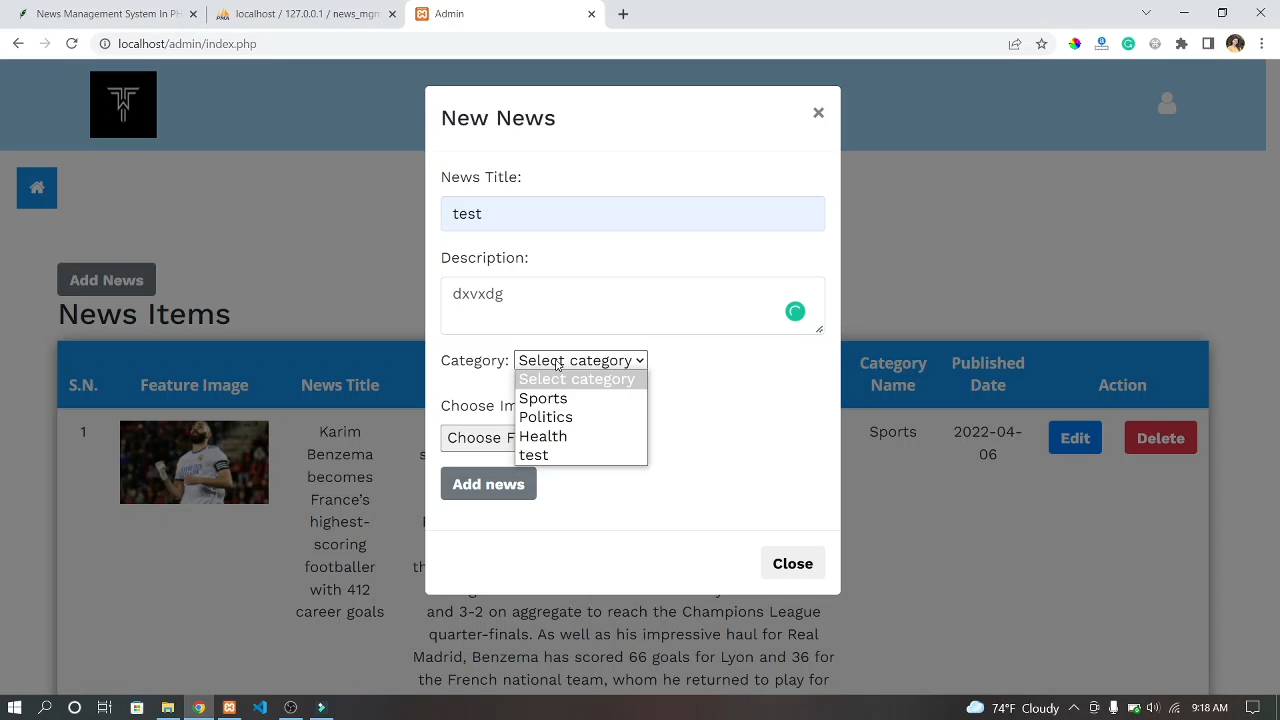 News Management System In PH
localhost / 127.0.0.1 / news_mgm
Admin
localhost/admin/index.php
New News
×
News Title:
test
Description:
dxvxdg
Category: Select category
Select category
Sports
Politics
Health
test
Choose Im
Choose F
Add news
Close
Add News
News Items
S.N.
Feature Image
News Title
Category Name
Published Date
Action
1
Karim
Benzema
becomes
France's
highest-
scoring
footballer
with 412
career goals
and 3-2 on aggregate to reach the Champions League
quarter-finals. As well as his impressive haul for Real
Madrid, Benzema has scored 66 goals for Lyon and 36 for
the French national team, whom he returned to play for
Sports
2022-04-
06
Edit
Delete
74°F Cloudy
9:18 AM